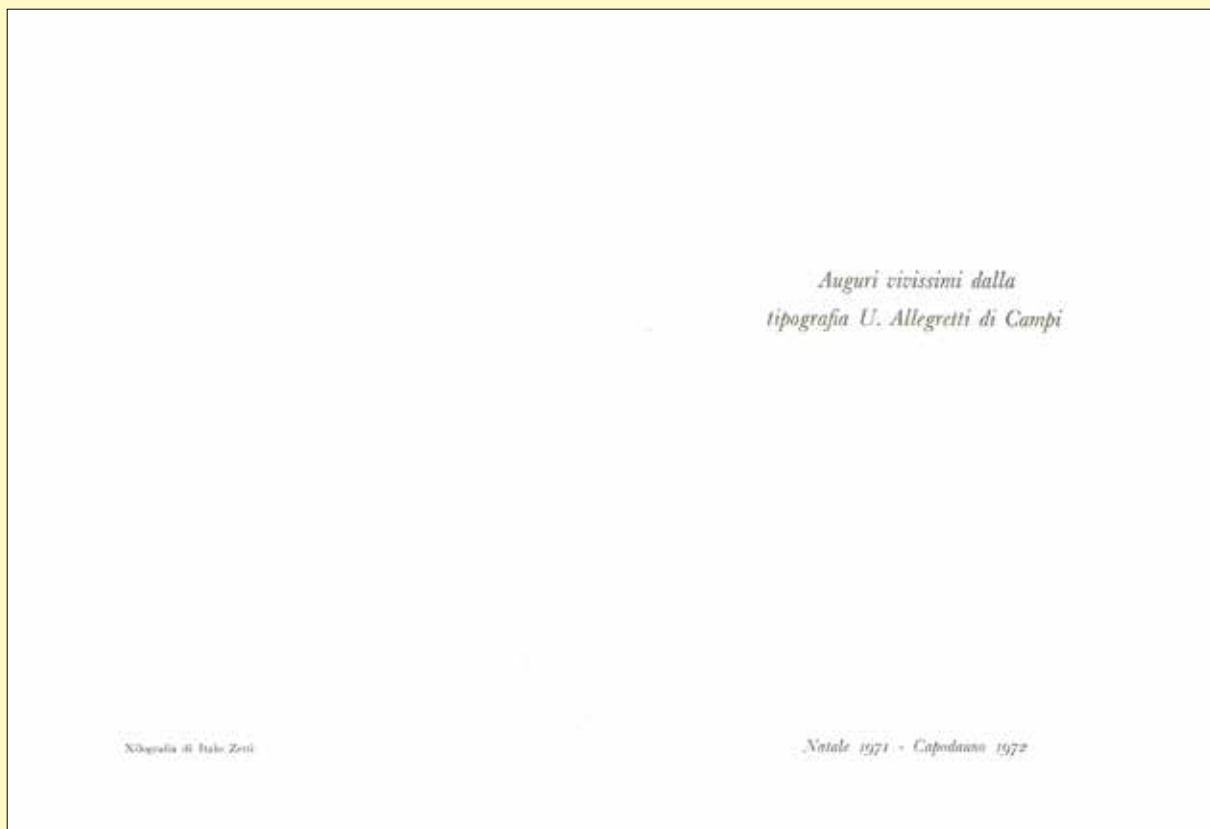 Auguri vivissimi dalla
tipografia U. Allegretti di Campi
Xilografia di Italo Zetti
Natale 1971 - Capodanno 1972